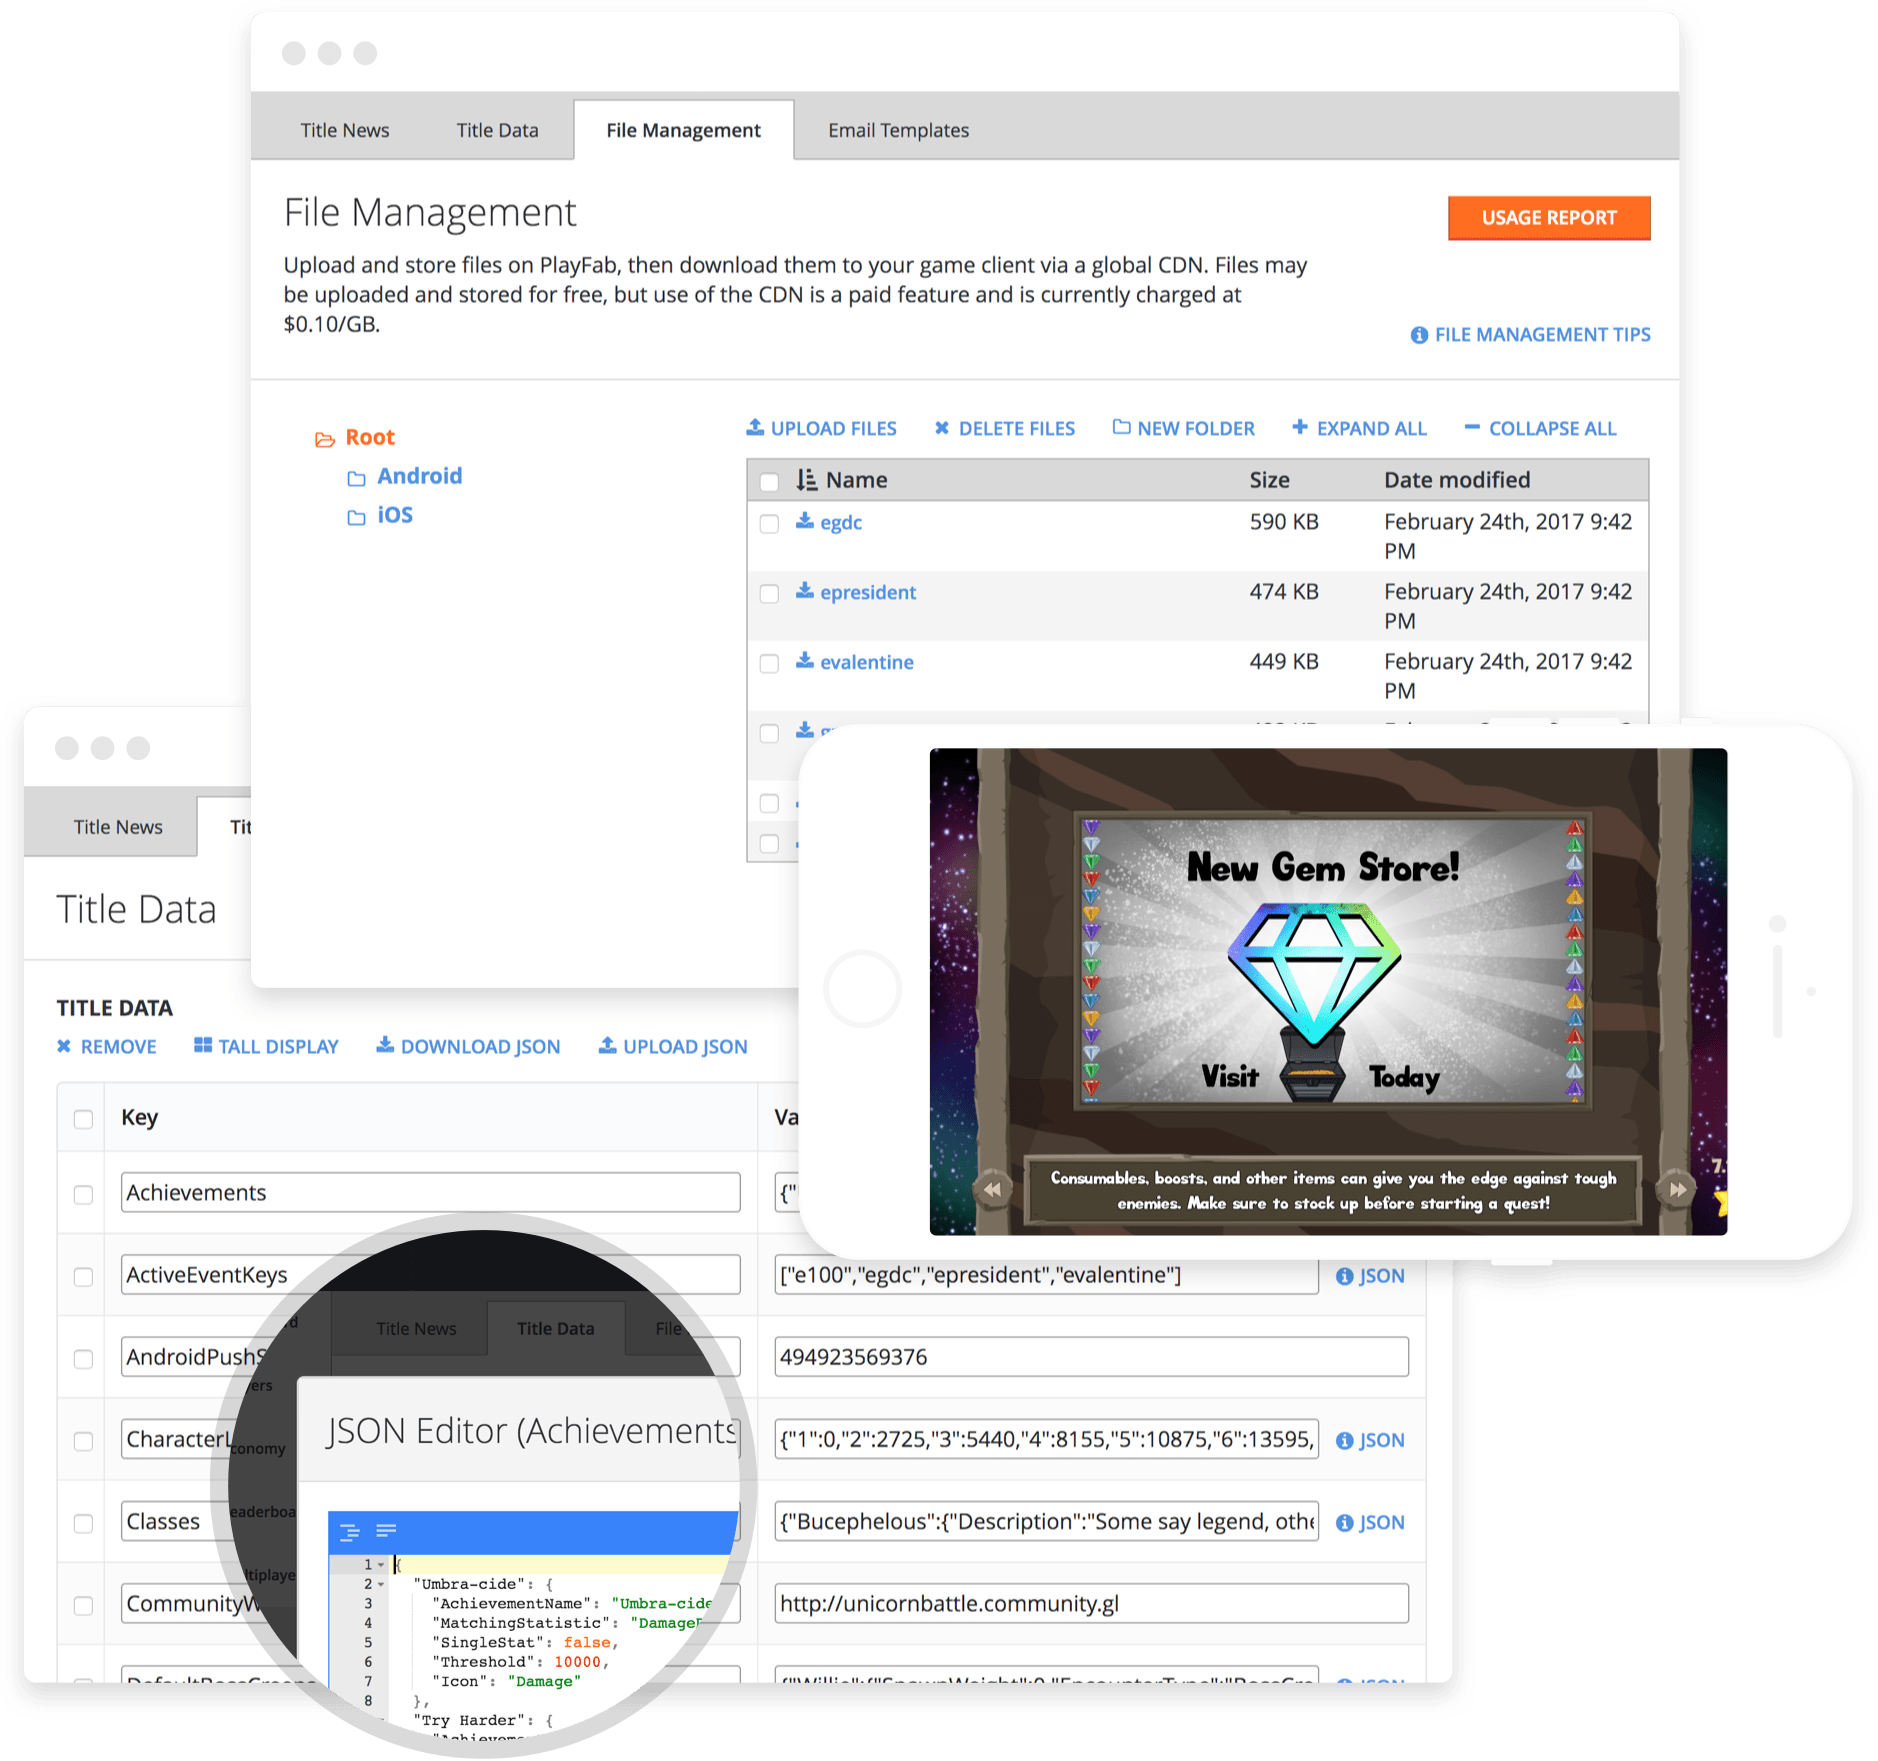 Title News
Title Data
File Management
Email Templates
File Management
USAGE REPORT
Upload and store files on PlayFab, then download them to your game client via a global CDN. Files may
be uploaded and stored for free, but use of the CDN is a paid feature and is currently charged at
$0.10/GB.
FILE MANAGEMENT TIPS
Root
Android
iOS
UPLOAD FILES
DELETE FILES
NEW FOLDER
EXPAND ALL
COLLAPSE ALL
Name Size Date modified
egdc 590 KB February 24th, 2017 9:42
PM
epresident 474 KB February 24th, 2017 9:42
PM
evalentine 449 KB February 24th, 2017 9:42
PM
Title News
Tit
Title Data
TITLE DATA
REMOVE
TALL DISPLAY
DOWNLOAD JSON
UPLOAD JSON
Key
Va
Achievements
{"
ActiveEventKeys
["e100","egdc","epresident","evalentine"]
JSON
AndroidPushS
494923569376
CharacterL
{"1":0,"2":2725,"3":5440,"4":8155,"5":10875,"6":13595,
JSON
Classes
{"Bucephelous":{"Description":"Some say legend, othe
JSON
CommunityW
http://unicornbattle.community.gl
New Gem Store!
Visit Today
Consumables, boosts, and other items can give you the edge against tough
enemies. Make sure to stock up before starting a quest!
7.
Title News
Title Data
File
ers
onomy
eaderboa
ltiplaye
JSON Editor (Achievements
1 {
2 "Umbra-cide": {
3 "AchievementName": "Umbra-cide
4 "MatchingStatistic": "Damage
5 "SingleStat": false,
6 "Threshold": 10000,
7 "Icon": "Damage"
8 },
"Try Harder": {